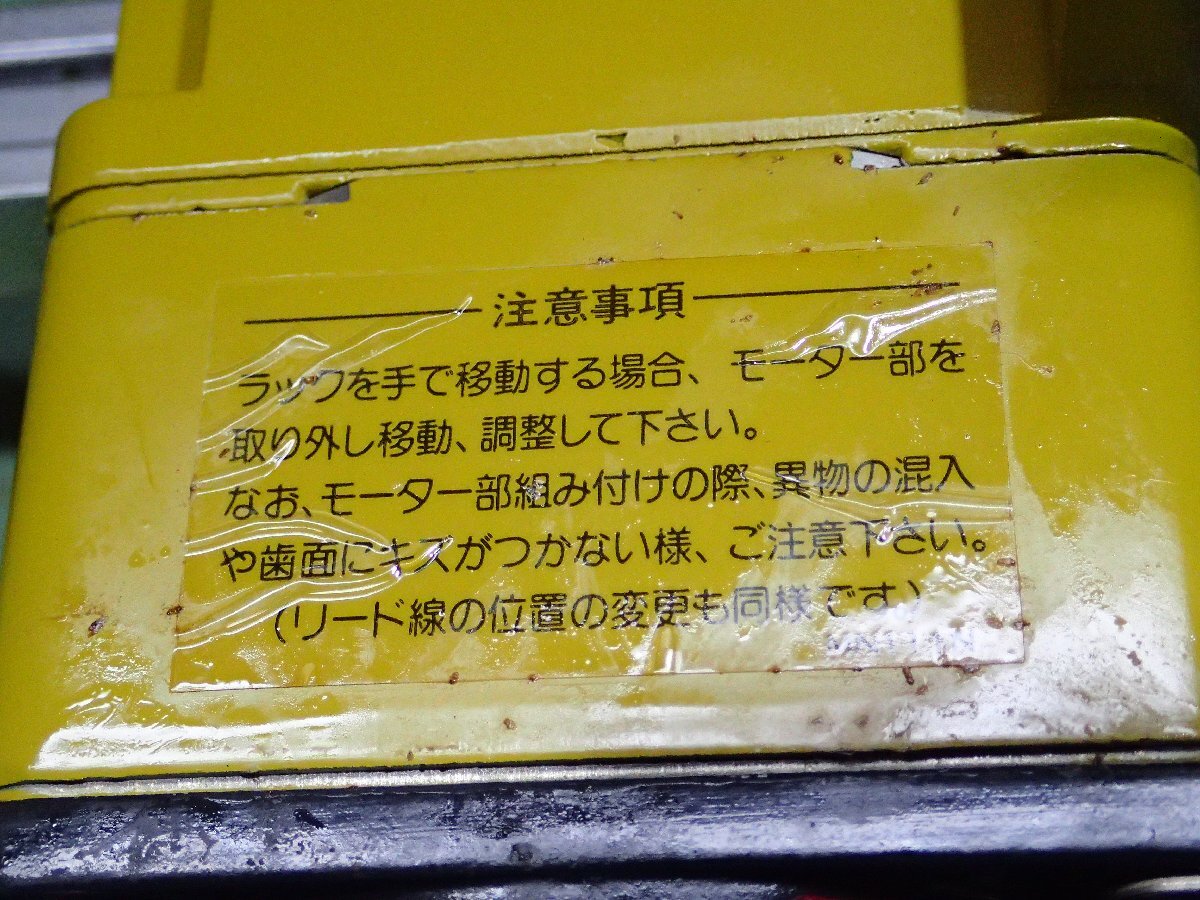 注意事項
ラックを手で移動する場合、モーター部を
取り外し移動、調整して下さい。
なお、モーター部組み付けの際、異物の混入
や歯面にキズがつかない様、ご注意下さい。
(リード線の位置の変更も同様です)